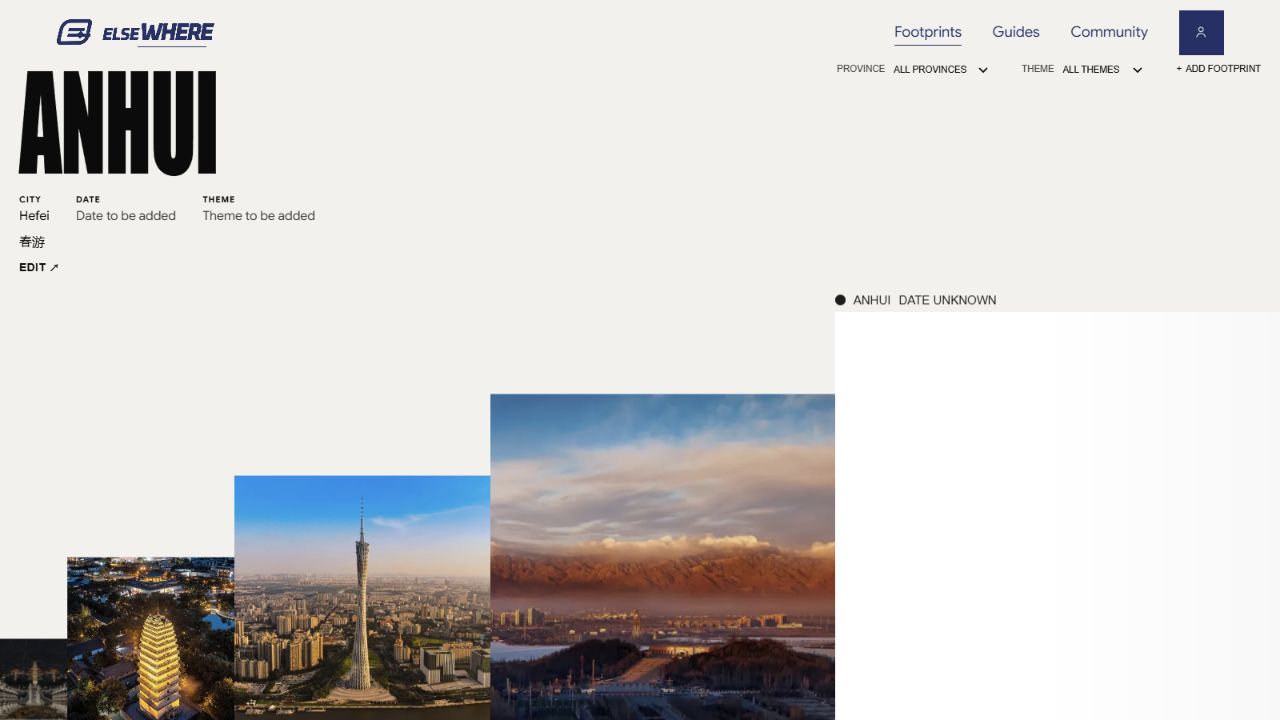 ELSEWHERE
Footprints Guides Community
PROVINCE ALL PROVINCES THEME ALL THEMES + ADD FOOTPRINT
ANHUI
CITY DATE THEME
Hefei Date to be added Theme to be added
春游
EDIT ↗
ANHUI DATE UNKNOWN